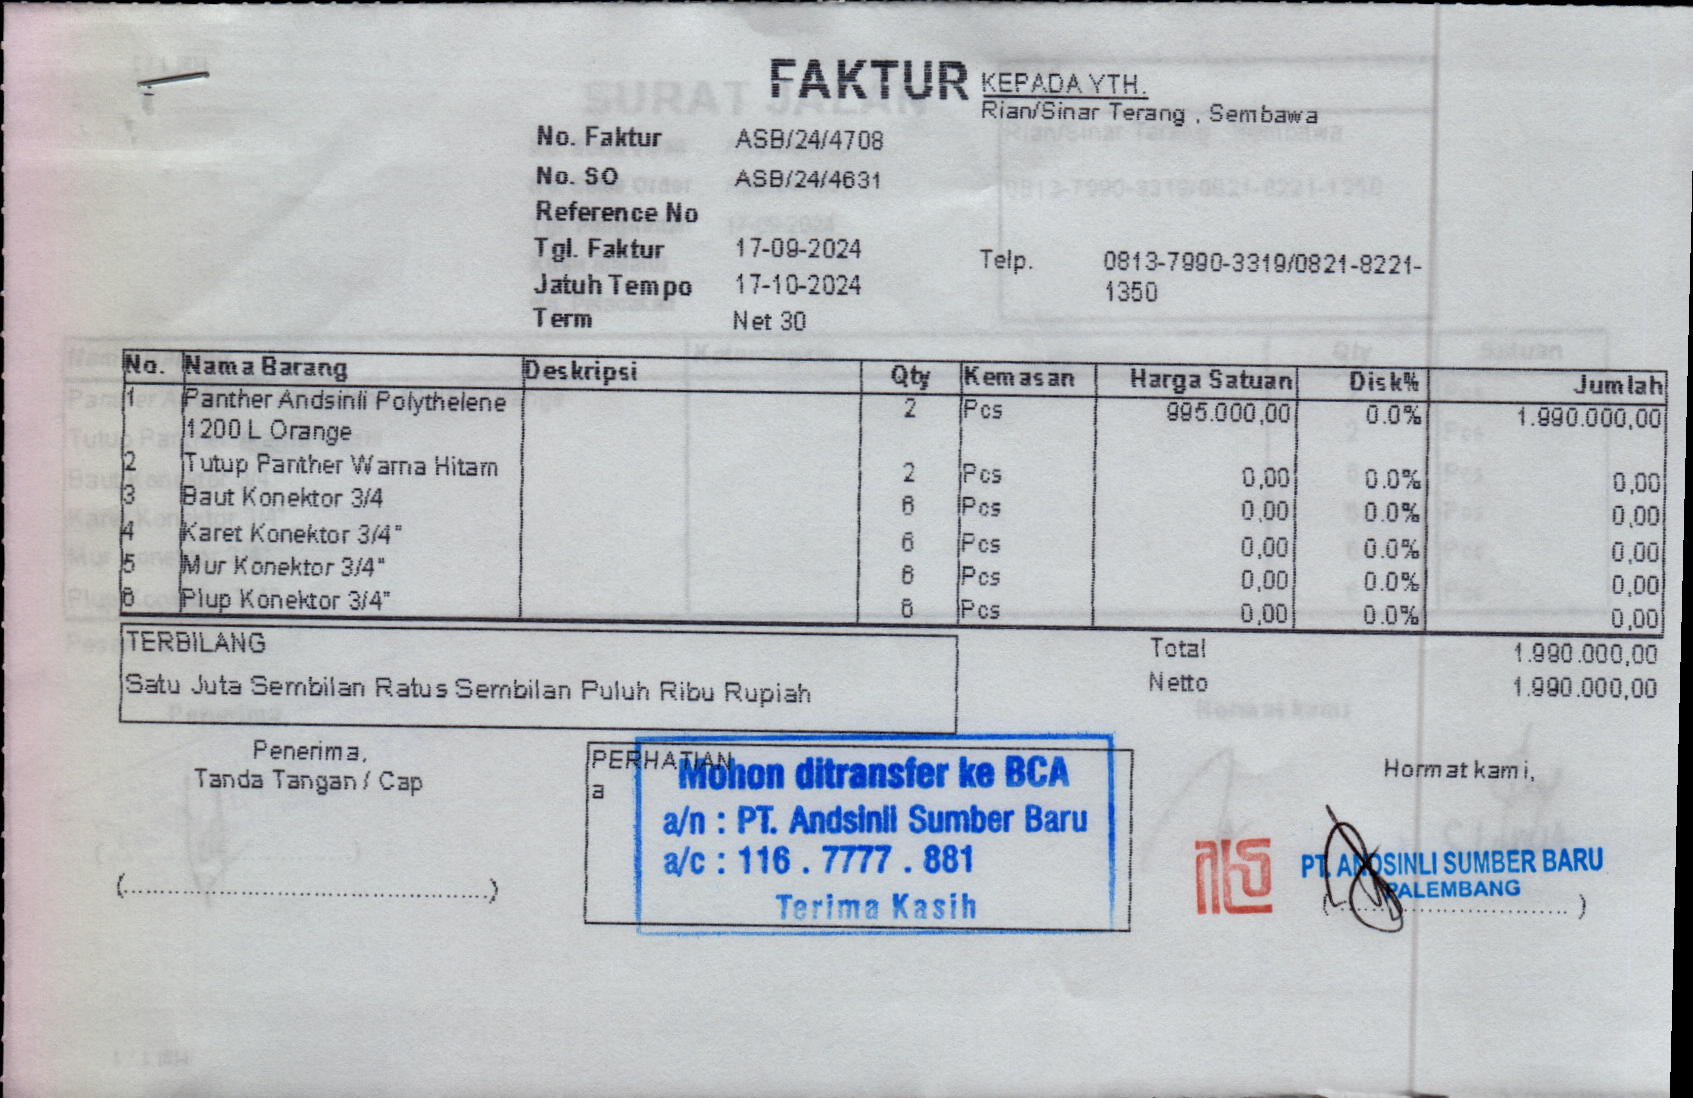 FAKTUR
KEPADA YTH.
Rian/Sinar Terang , Sembawa
No. Faktur ASB/24/4708
No. SO ASB/24/4631
Reference No
Tgl. Faktur 17-09-2024
Jatuh Tempo 17-10-2024
Term Net 30
Telp. 0813-7990-3319/0821-8221-
1350
No. Nama Barang Deskripsi Qty Kemasan Harga Satuan Disk% Jumlah
1 Panther Andsinli Polythelene 2 Pcs 995.000,00 0.0% 1.990.000,00
1200 L Orange
2 Tutup Panther Warna Hitam 2 Pcs 0,00 0.0% 0,00
3 Baut Konektor 3/4 6 Pcs 0,00 0.0% 0,00
4 Karet Konektor 3/4" 6 Pcs 0,00 0.0% 0,00
5 Mur Konektor 3/4" 6 Pcs 0,00 0.0% 0,00
6 Plup Konektor 3/4" 6 Pcs 0,00 0.0% 0,00
TERBILANG
Satu Juta Sembilan Ratus Sembilan Puluh Ribu Rupiah
Total 1.990.000,00
Netto 1.990.000,00
Penerima,
Tanda Tangan / Cap
(..................................................)
PERHATIAN
a
Mohon ditransfer ke BCA
a/n : PT. Andsinli Sumber Baru
a/c : 116 . 7777 . 881
Terima Kasih
Hormat kami,
PT. ANDSINLI SUMBER BARU
PALEMBANG